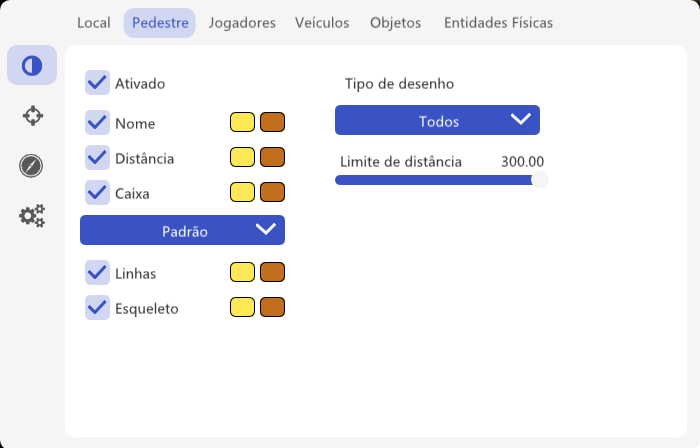 Local Pedestre Jogadores Veículos Objetos Entidades Físicas
Ativado
Nome
Distância
Caixa
Padrão
Linhas
Esqueleto
Tipo de desenho
Todos
Limite de distância 300.00